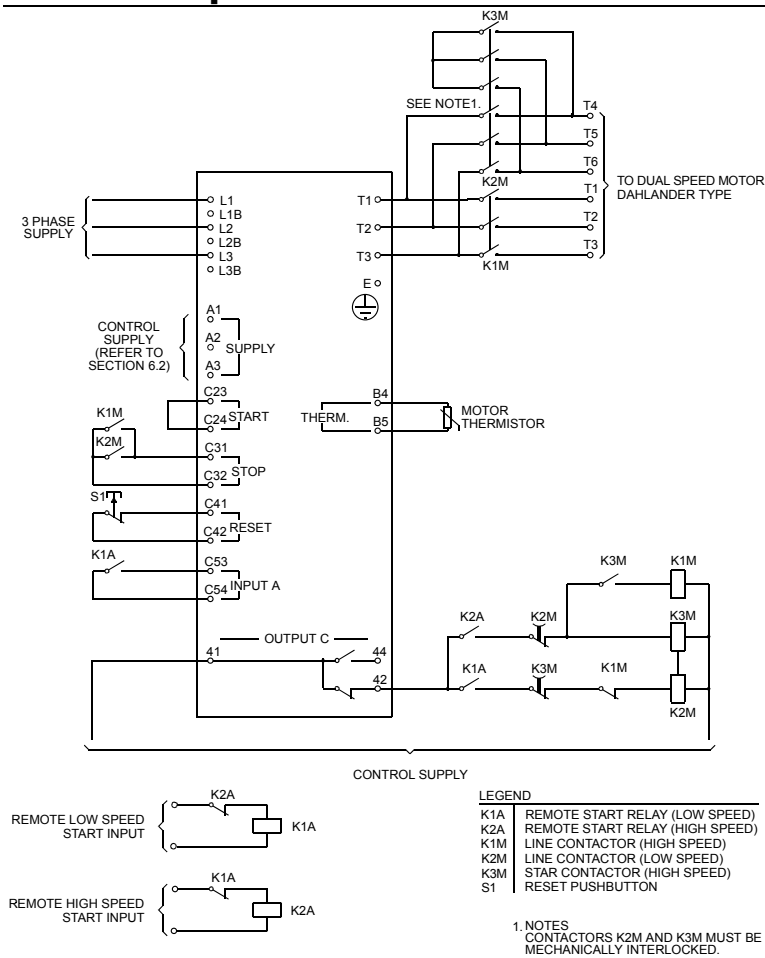 K3M
SEE NOTE1.
T4
T5
T6
T1
T2
T3
K2M
K1M
TO DUAL SPEED MOTOR
DAHLANDER TYPE
3 PHASE
SUPPLY
L1
L1B
L2
L2B
L3
L3B
T1
T2
T3
E
CONTROL
SUPPLY
(REFER TO
SECTION 6.2)
A1
A2
A3
SUPPLY
C23
C24
START
K1M
K2M
C31
C32
STOP
S1
C41
C42
RESET
K1A
C53
C54
INPUT A
THERM.
B4
B5
MOTOR
THERMISTOR
OUTPUT C
41
44
42
K3M
K1M
K2A
K2M
K3M
K1A
K3M
K1M
K2M
CONTROL SUPPLY
REMOTE LOW SPEED
START INPUT
K2A
K1A
REMOTE HIGH SPEED
START INPUT
K1A
K2A
LEGEND
K1A REMOTE START RELAY (LOW SPEED)
K2A REMOTE START RELAY (HIGH SPEED)
K1M LINE CONTACTOR (HIGH SPEED)
K2M LINE CONTACTOR (LOW SPEED)
K3M STAR CONTACTOR (HIGH SPEED)
S1 RESET PUSHBUTTON
1. NOTES
CONTACTORS K2M AND K3M MUST BE
MECHANICALLY INTERLOCKED.